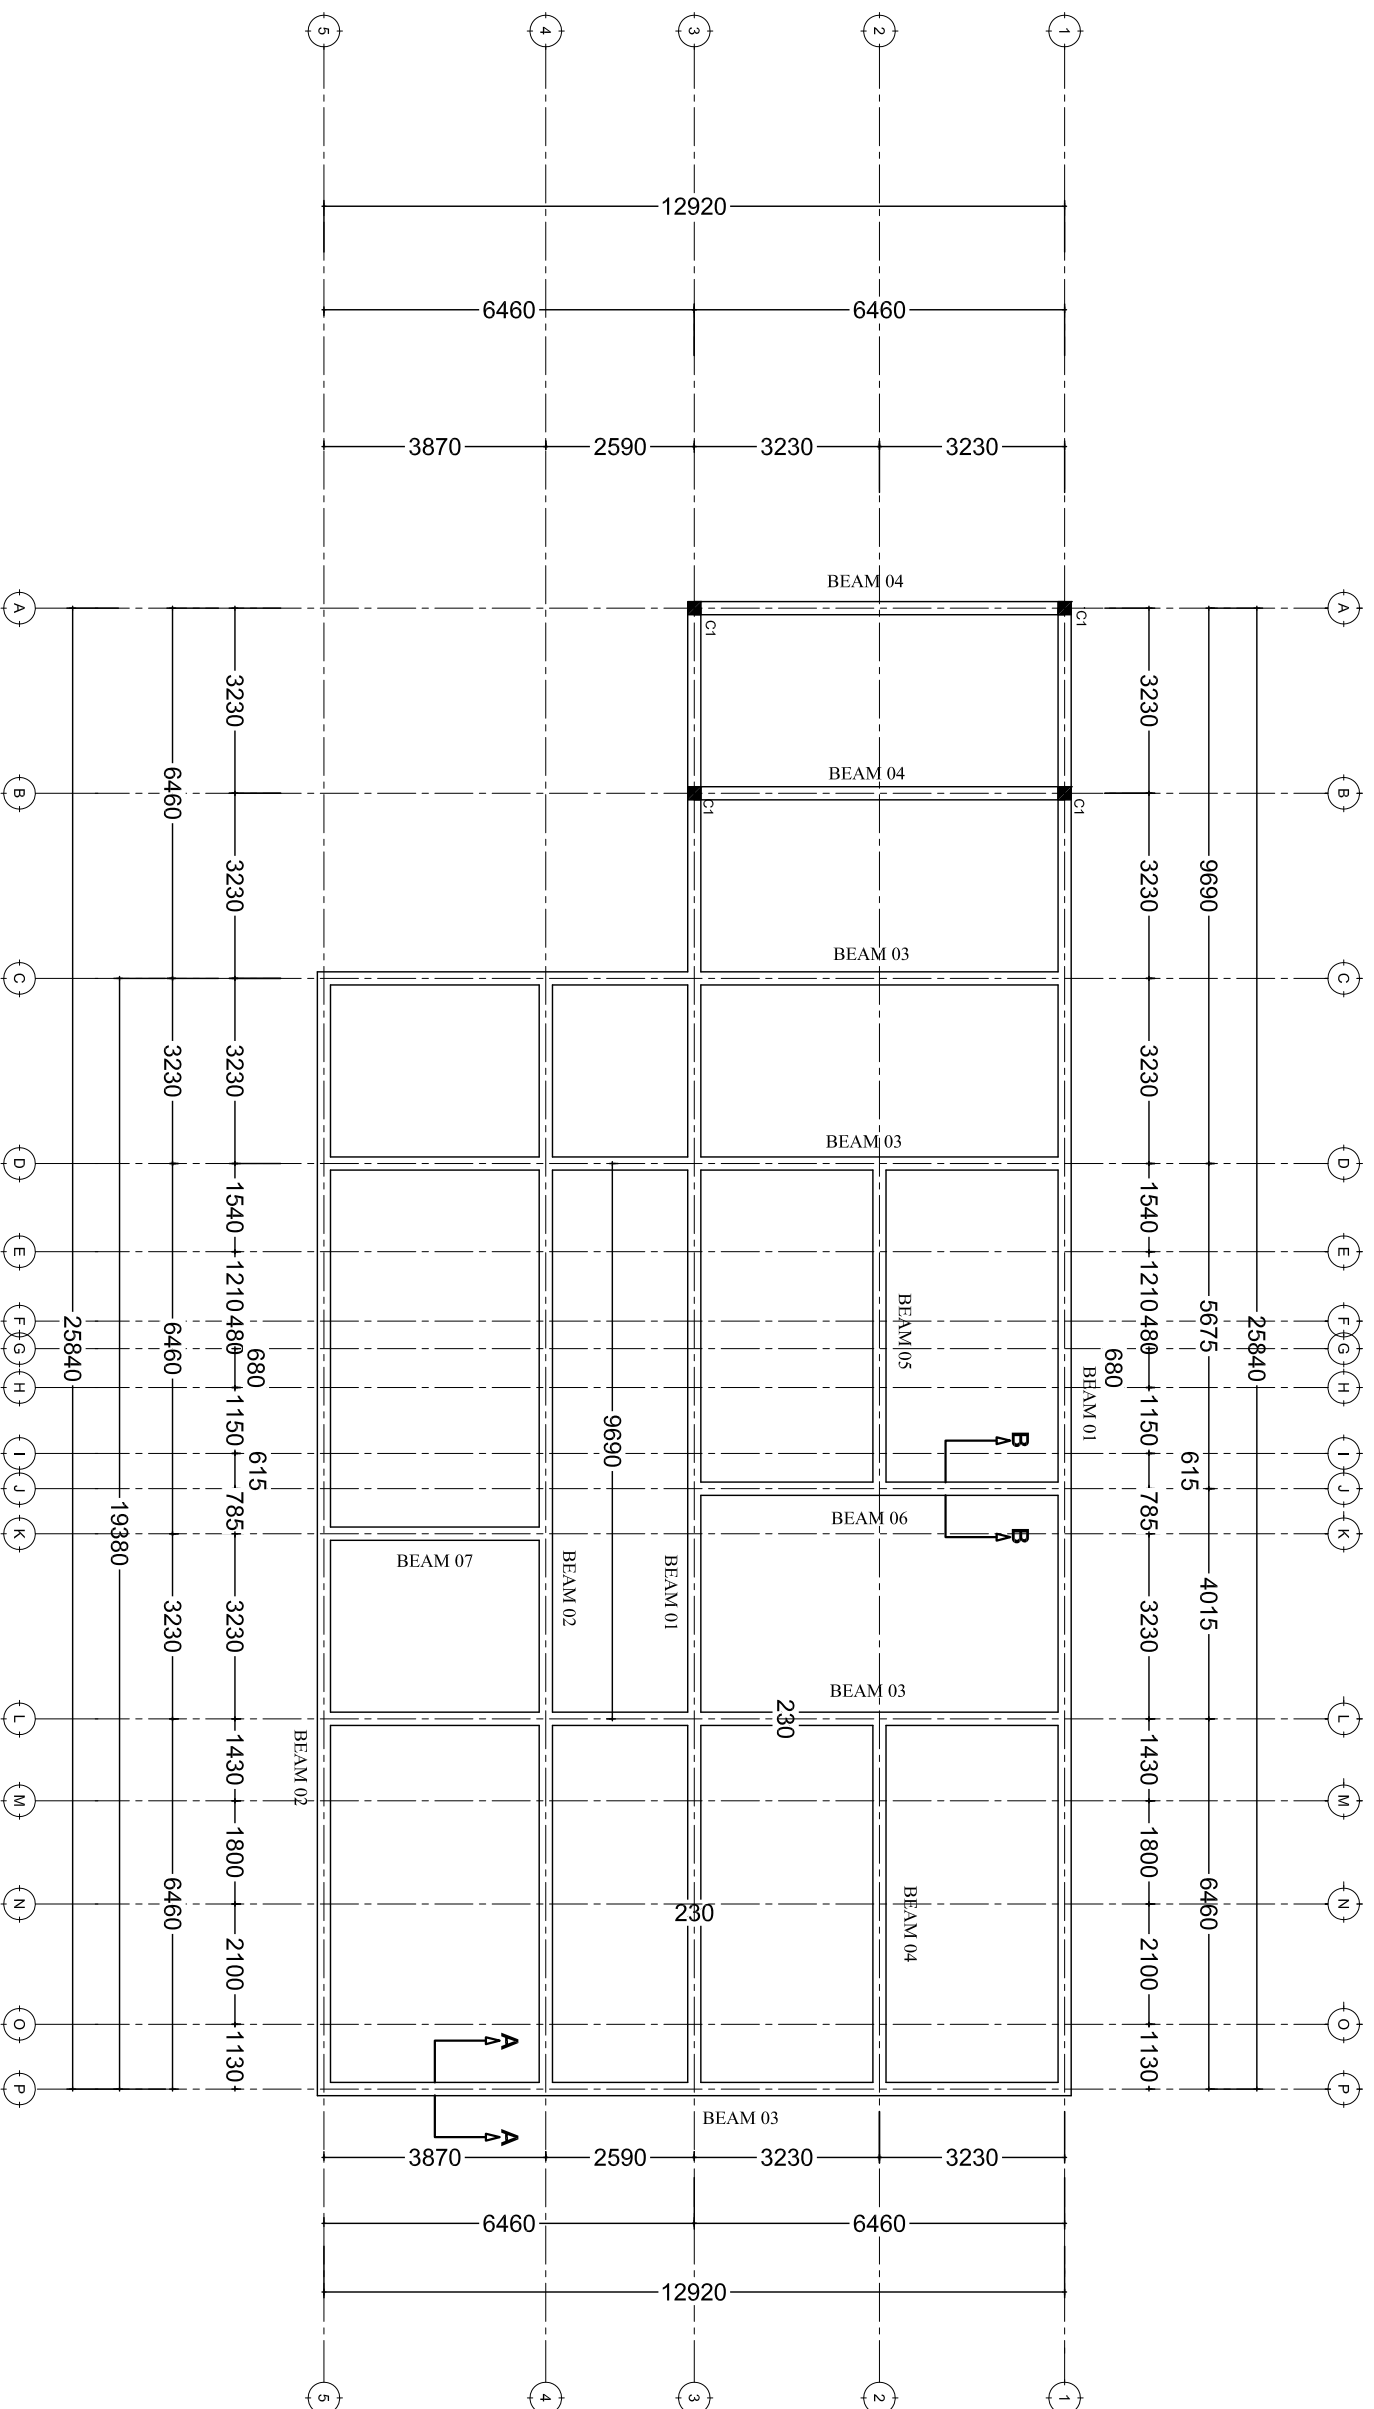 5 4 3 2 1
12920
6460 6460
3870 2590 3230 3230
BEAM 04
A A
C1 C1
3230 3230
BEAM 04
6460
B B
C1 C1
3230 3230 9690
BEAM 03
C C
3230 3230 3230
BEAM 03
D D
1540 1540
E E
1210 1210
BEAM 05
F F
480 480
25840 6460 5675 25840
G G
680 680
H H
1150 1150
BEAM 01
9690
B
I I
615 615
J J
785 785
BEAM 06
19380
B
K K
BEAM 07
BEAM 02
BEAM 01
3230 3230 3230 4015
BEAM 03
L L
230
1430 1430
BEAM 02
M M
1800 1800
N N
6460 230 BEAM 04 6460
2100 2100
O O
A
1130 1130
P P
BEAM 03
A
3870 2590 3230 3230
6460 6460
12920
5 4 3 2 1